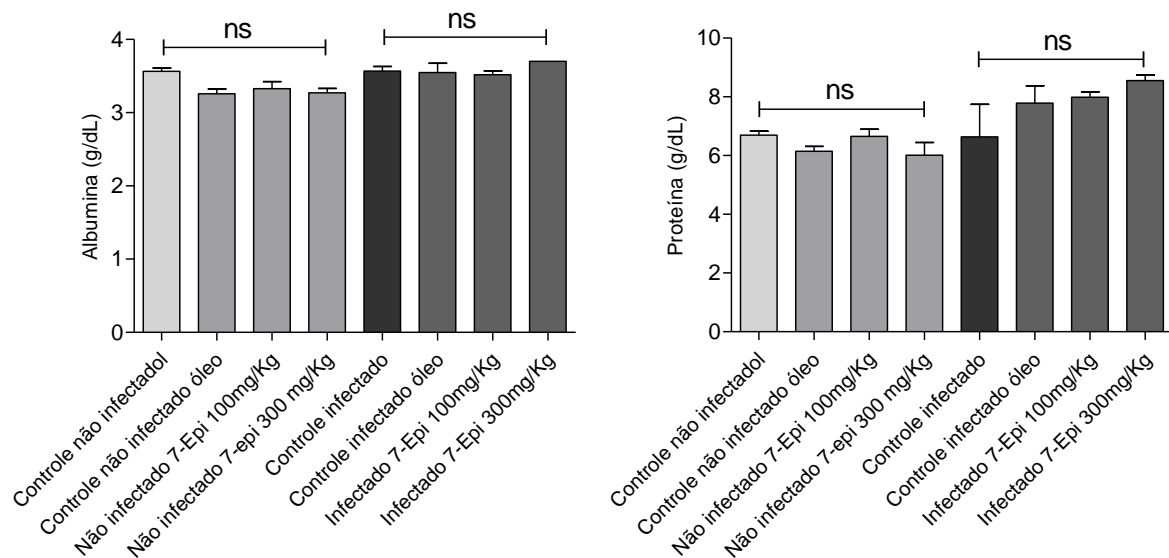 ns
ns
4
3
2
1
0
Albumina (g/dL)
Controle não infectadol
Controle não infectado óleo
Não infectado 7-Epi 100mg/Kg
Não infectado 7-epi 300 mg/Kg
Controle infectado
Controle infectado óleo
Infectado 7-Epi 100mg/Kg
Infectado 7-Epi 300mg/Kg
ns
ns
10
8
6
4
2
0
Proteína (g/dL)
Controle não infectadol
Controle não infectado óleo
Não infectado 7-Epi 100mg/Kg
Não infectado 7-epi 300 mg/Kg
Controle infectado
Controle infectado óleo
Infectado 7-Epi 100mg/Kg
Infectado 7-Epi 300mg/Kg